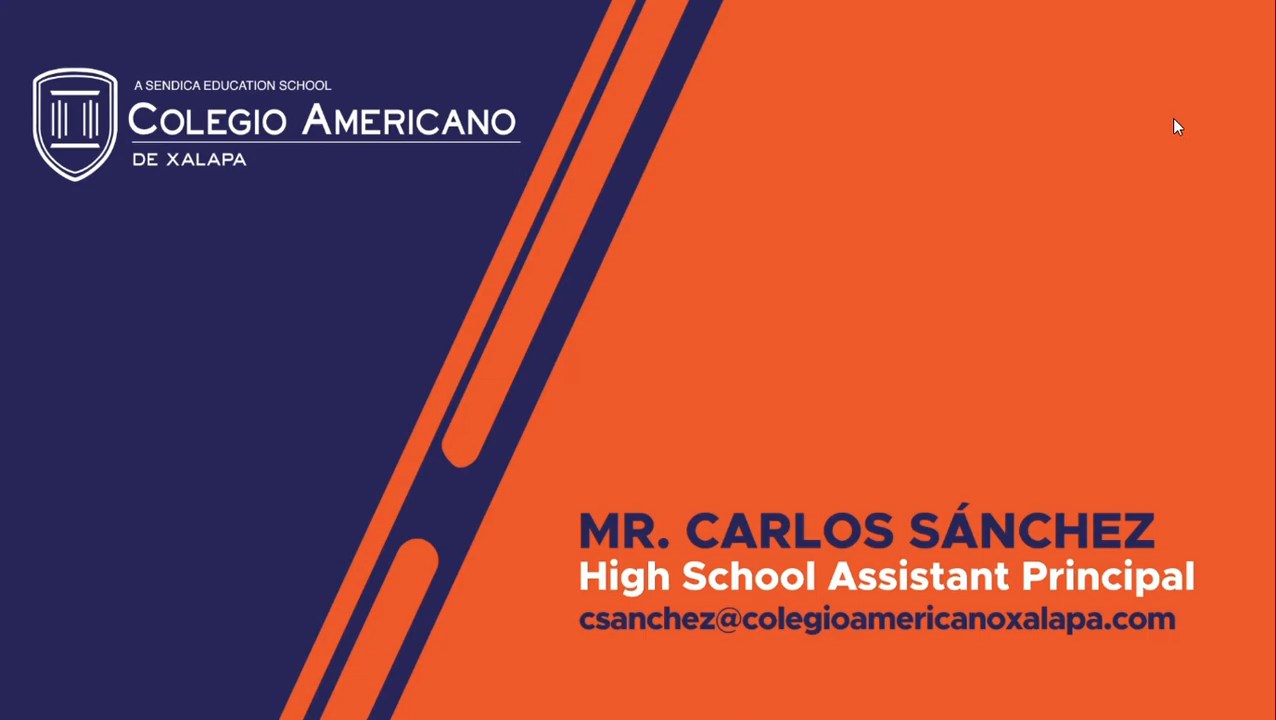 A SENDICA EDUCATION SCHOOL
COLEGIO AMERICANO
DE XALAPA
MR. CARLOS SÁNCHEZ
High School Assistant Principal
csanchez@colegioamericanoxalapa.com